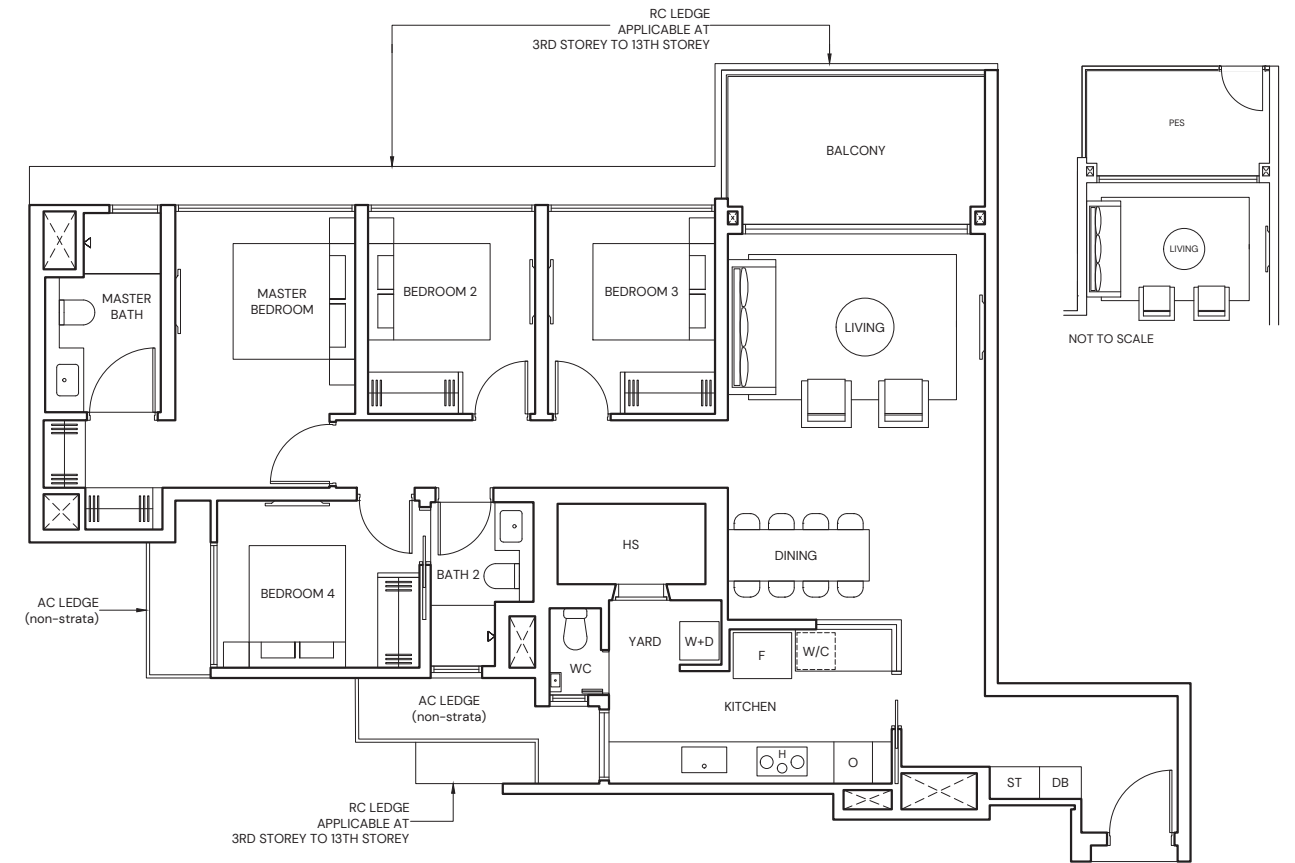 RC LEDGE
APPLICABLE AT
3RD STOREY TO 13TH STOREY
BALCONY
PES
MASTER
BATH
MASTER
BEDROOM
BEDROOM 2
BEDROOM 3
LIVING
LIVING
NOT TO SCALE
HS
DINING
BATH 2
BEDROOM 4
AC LEDGE
(non-strata)
YARD
W+D
F
W/C
WC
KITCHEN
AC LEDGE
(non-strata)
H
O
ST
DB
RC LEDGE
APPLICABLE AT
3RD STOREY TO 13TH STOREY